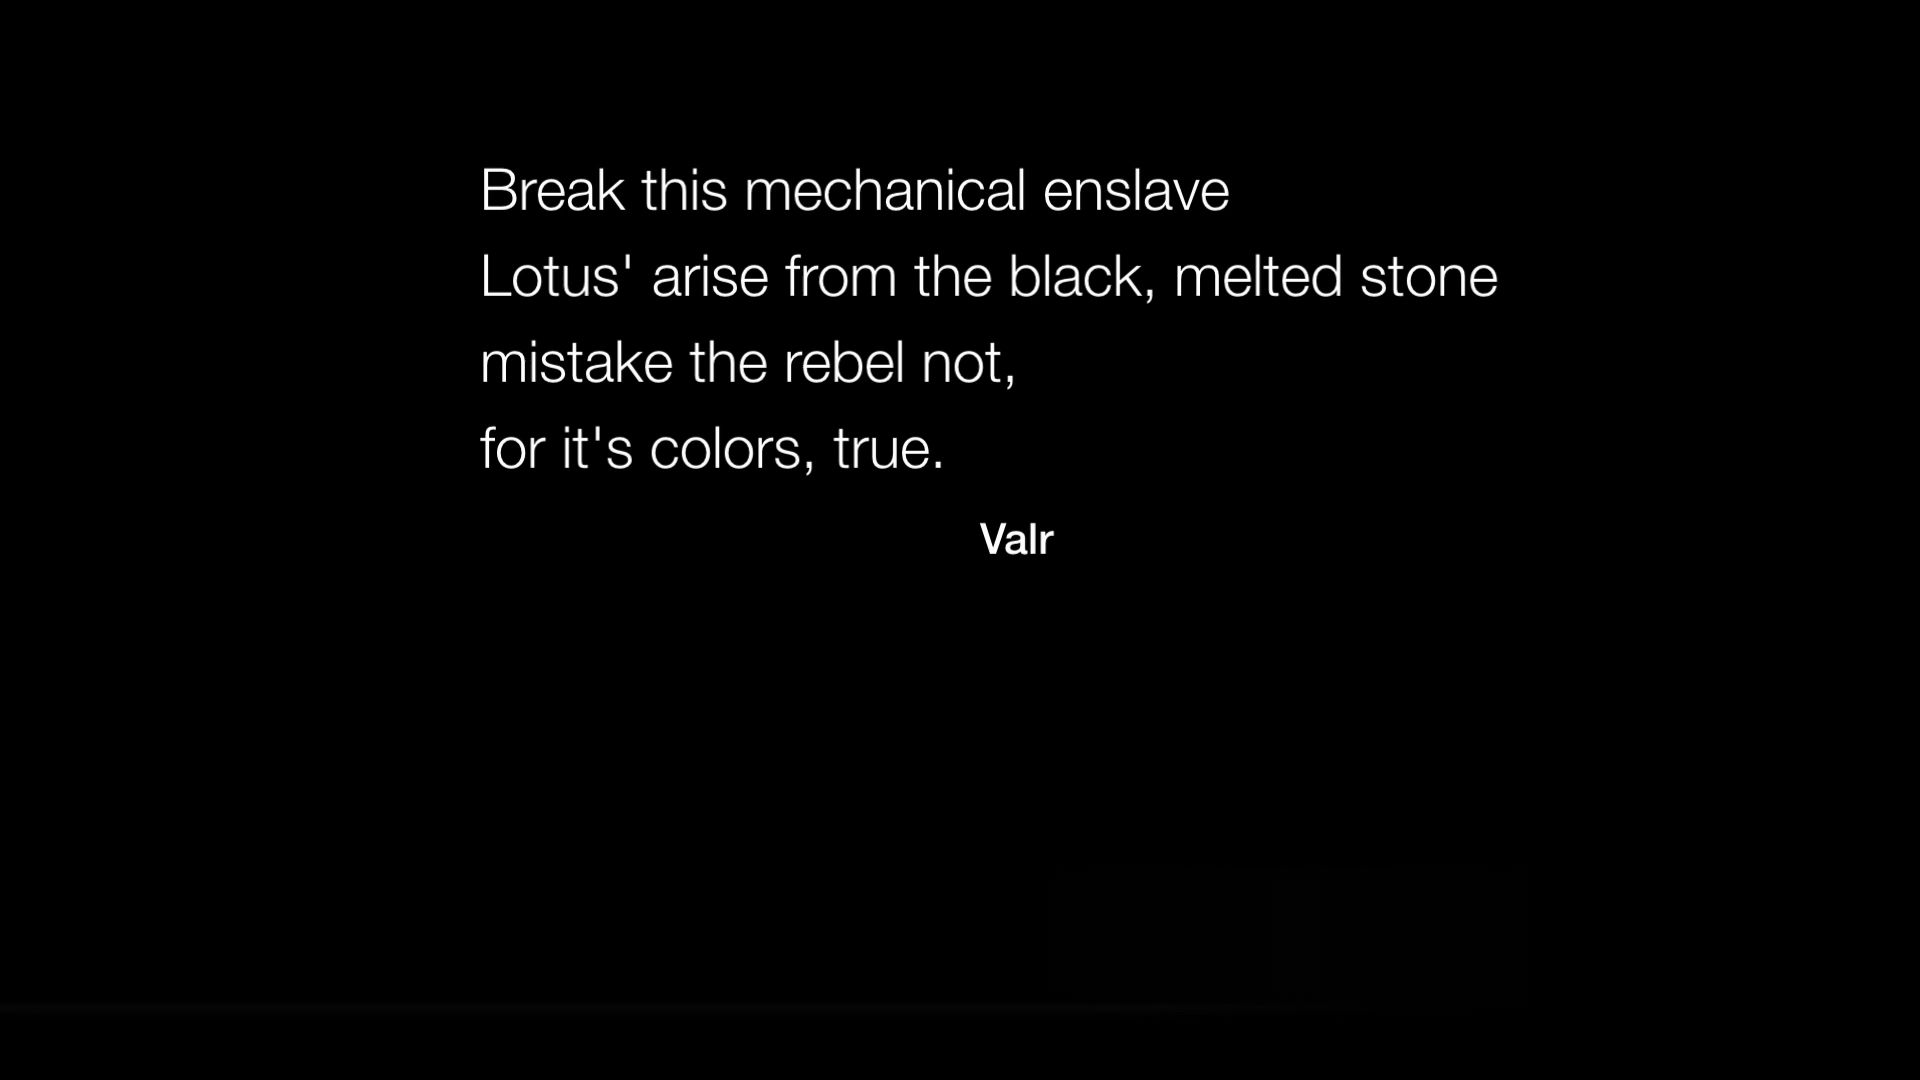 Break this mechanical enslave
Lotus' arise from the black, melted stone
mistake the rebel not,
for it's colors, true.
Valr